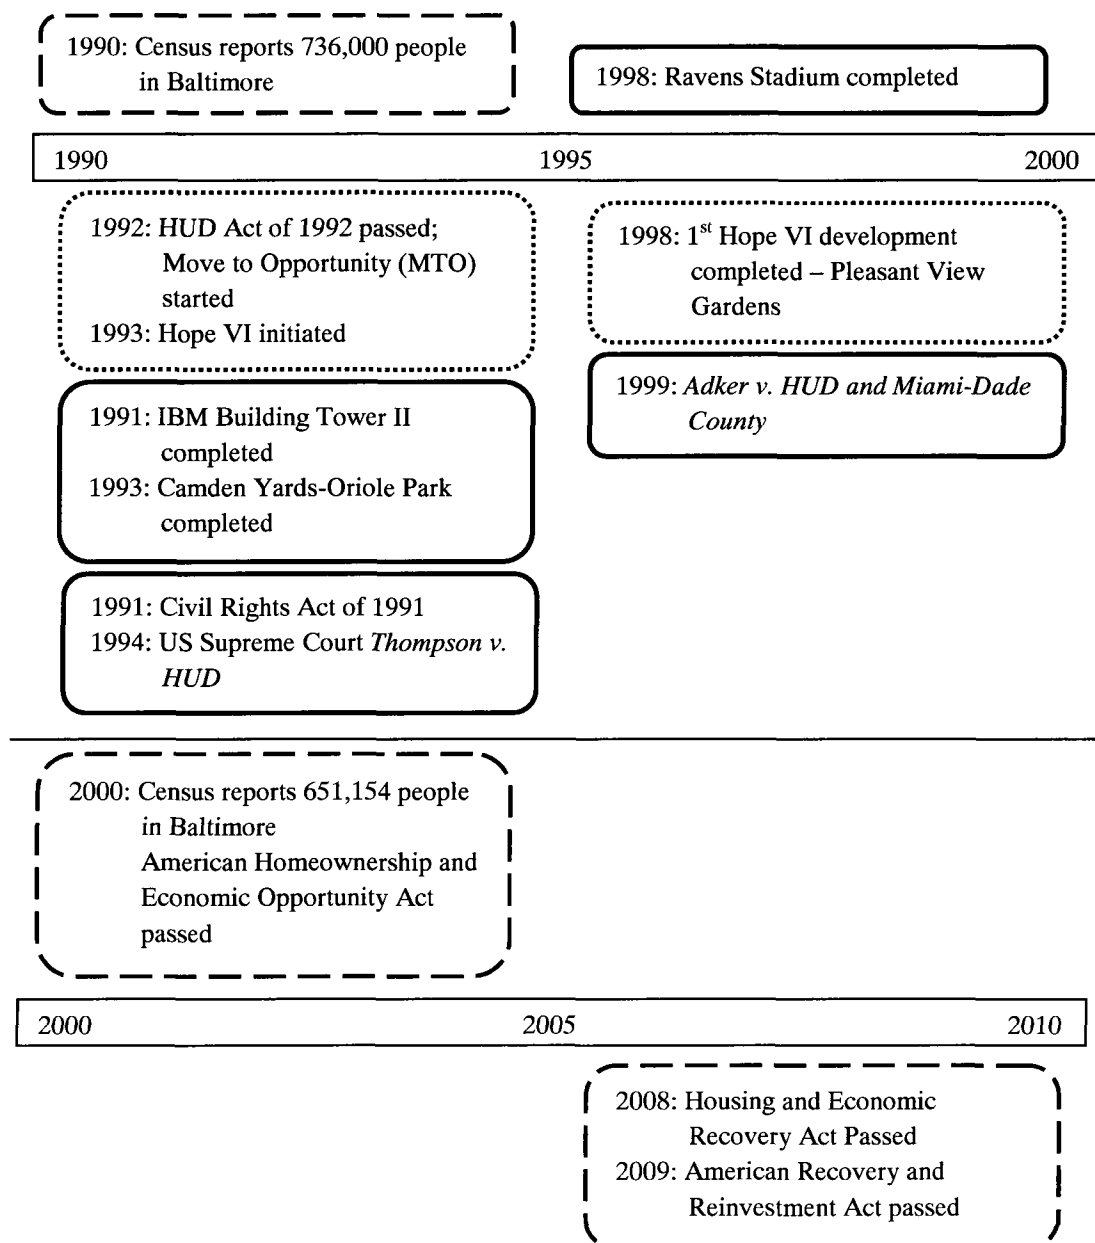 1990: Census reports 736,000 people
in Baltimore
1998: Ravens Stadium completed
1990 1995 2000
1992: HUD Act of 1992 passed;
Move to Opportunity (MTO)
started
1993: Hope VI initiated
1998: 1st Hope VI development
completed – Pleasant View
Gardens
1991: IBM Building Tower II
completed
1993: Camden Yards-Oriole Park
completed
1999: Adker v. HUD and Miami-Dade
County
1991: Civil Rights Act of 1991
1994: US Supreme Court Thompson v.
HUD
2000: Census reports 651,154 people
in Baltimore
American Homeownership and
Economic Opportunity Act
passed
2000 2005 2010
2008: Housing and Economic
Recovery Act Passed
2009: American Recovery and
Reinvestment Act passed